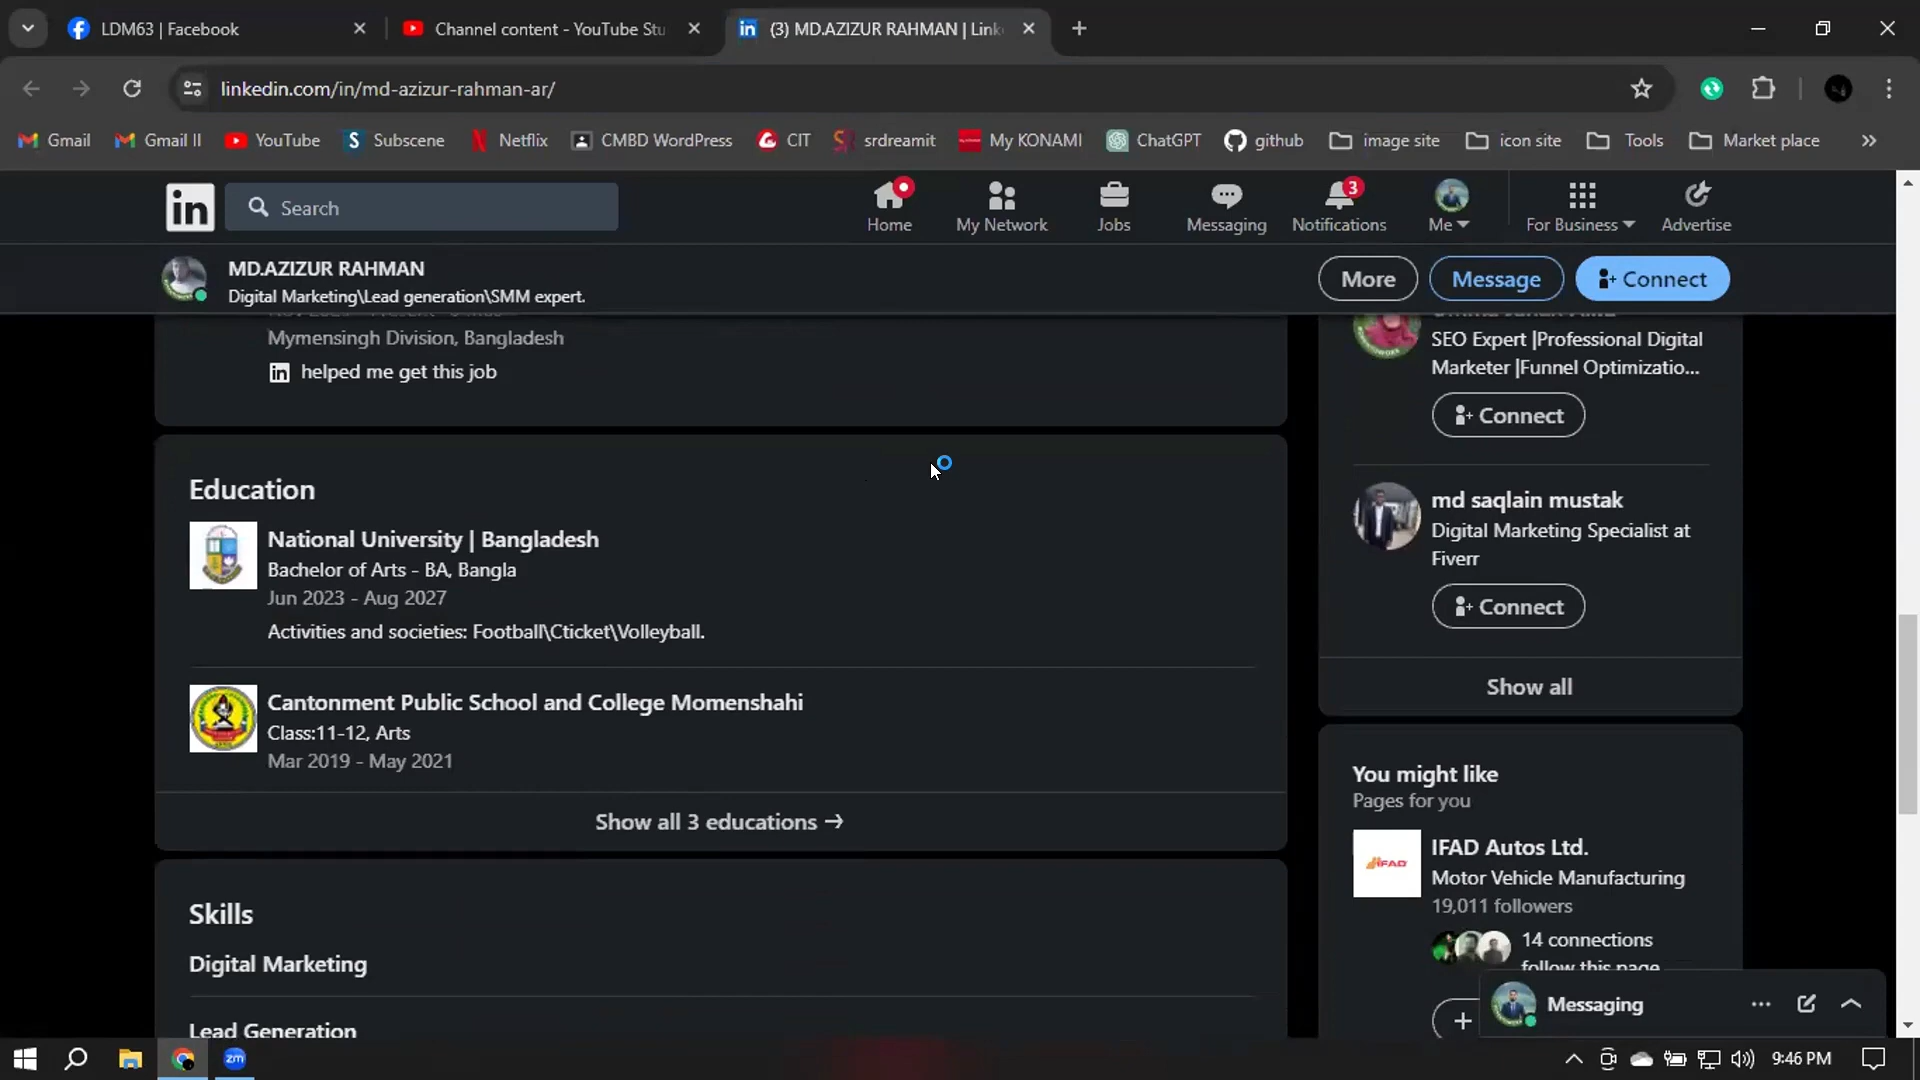 LDM63 | Facebook
Channel content - YouTube Stu
(3) MD.AZIZUR RAHMAN | Link
linkedin.com/in/md-azizur-rahman-ar/
Gmail
Gmail II
YouTube
Subscene
Netflix
CMBD WordPress
CIT
srdreamit
My KONAMI
ChatGPT
github
image site
icon site
Tools
Market place
in
Search
Home
My Network
Jobs
Messaging
3
Notifications
Me
For Business
Advertise
MD.AZIZUR RAHMAN
Digital Marketing\Lead generation\SMM expert.
More
Message
Connect
Mymensingh Division, Bangladesh
in helped me get this job
Education
National University | Bangladesh
Bachelor of Arts - BA, Bangla
Jun 2023 - Aug 2027
Activities and societies: Football\Cticket\Volleyball.
Cantonment Public School and College Momenshahi
Class:11-12, Arts
Mar 2019 - May 2021
Show all 3 educations →
Skills
Digital Marketing
Lead Generation
SEO Expert |Professional Digital
Marketer |Funnel Optimizatio...
Connect
md saqlain mustak
Digital Marketing Specialist at
Fiverr
Connect
Show all
You might like
Pages for you
IFAD
IFAD Autos Ltd.
Motor Vehicle Manufacturing
19,011 followers
14 connections
follow this page
Messaging
zm
9:46 PM